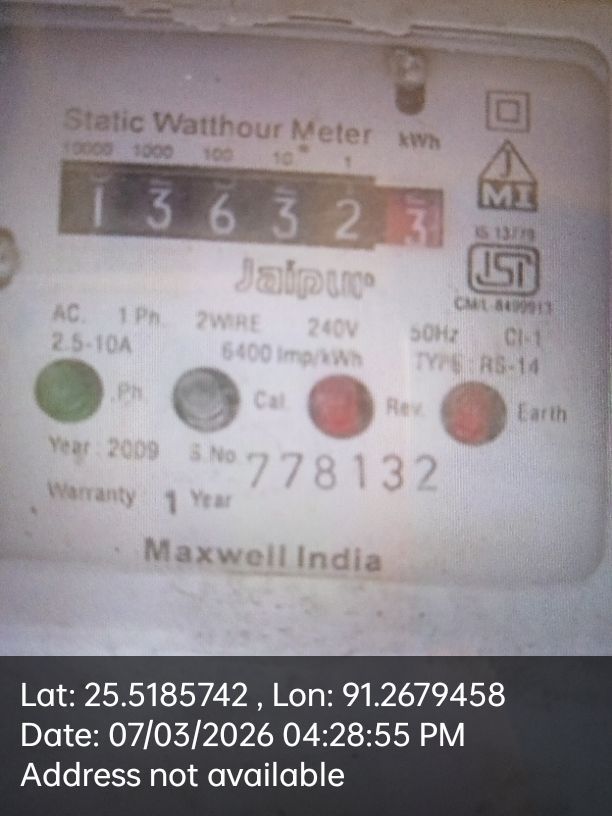 Static Watthour Meter kWh
10000 1000 100 10 1
1 3 6 3 2 3
JMI
IS 13779
Jaipur
ISI
CM/L-8499913
AC. 1 Ph. 2WIRE 240V 50Hz Cl-1
2.5-10A 6400 Imp/kWh TYPE : RS-14
Ph. Cal. Rev. Earth
Year : 2009 S.No. 778132
Warranty 1 Year
Maxwell India
Lat: 25.5185742 , Lon: 91.2679458
Date: 07/03/2026 04:28:55 PM
Address not available